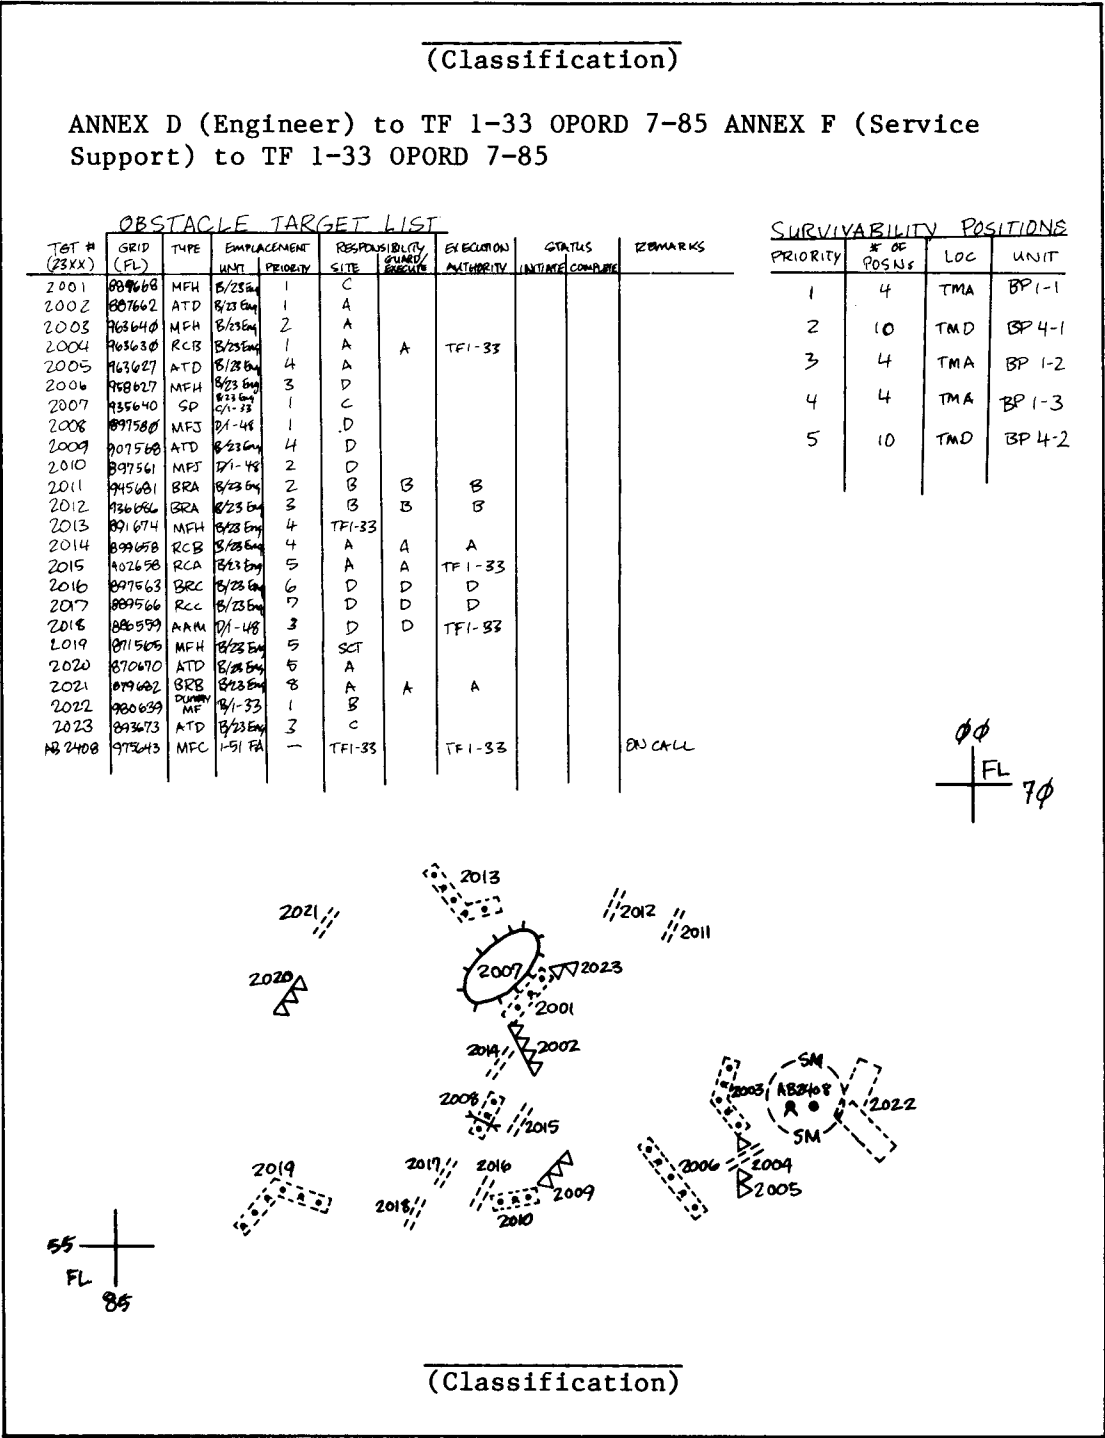 (Classification)
ANNEX D (Engineer) to TF 1-33 OPORD 7-85 ANNEX F (Service
Support) to TF 1-33 OPORD 7-85
OBSTACLE TARGET LIST
TGT # GRID TYPE EMPLACEMENT RESPONSIBILITY EXECUTION STATUS REMARKS
(23XX) (FL) UNIT PRIORITY SITE GUARD/EXECUTE AUTHORITY INITIATE COMPLETE
2001 889668 MFH B/23 Eng 1 C
2002 887662 ATD B/23 Eng 1 A
2003 963640 MFH B/23 Eng 2 A
2004 963630 RCB B/23 Eng 1 A A TF1-33
2005 963627 ATD B/23 Eng 4 A
2006 958627 MFH B/23 Eng 3 D
2007 935640 SP B/23 Eng C/1-33 1 C
2008 897580 MFJ D/1-48 1 D
2009 907568 ATD B/23 Eng 4 D
2010 897561 MFJ D/1-48 2 D
2011 945681 BRA B/23 Eng 2 B B B
2012 936686 BRA B/23 Eng 3 B B B
2013 891674 MFH B/23 Eng 4 TF1-33
2014 899658 RCB B/23 Eng 4 A A A
2015 902658 RCA B/23 Eng 5 A A TF 1-33
2016 897563 BRC B/23 Eng 6 D D D
2017 889566 RCC B/23 Eng 7 D D D
2018 886559 AAM D/1-48 3 D D TF1-33
2019 871565 MFH B/23 Eng 5 SCT
2020 870670 ATD B/23 Eng 5 A
2021 879682 BRB B/23 Eng 8 A A A
2022 980639 DUMMY MF B/1-33 1 B
2023 893673 ATD B/23 Eng 3 C
AB 2408 975643 MFC 1-51 FA — TF1-33 TF1-33 ON CALL
SURVIVABILITY POSITIONS
PRIORITY # OF POSNs LOC UNIT
1 4 TMA BP 1-1
2 10 TMD BP 4-1
3 4 TMA BP 1-2
4 4 TMA BP 1-3
5 10 TMD BP 4-2
00
FL
70
2013
2021
2012
2011
2020
2007
2023
2001
2014
2002
SM
2008
2003
AB2408
2022
2015
SM
2019
2017
2016
2006
2004
2018
2009
2005
2010
55
FL
85
(Classification)